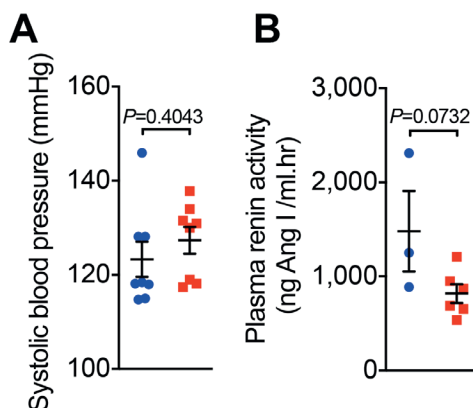 A
Systolic blood pressure (mmHg)
160
140
120
100
P=0.4043
B
Plasma renin activity
(ng Ang I /ml.hr)
3,000
2,000
1,000
0
P=0.0732